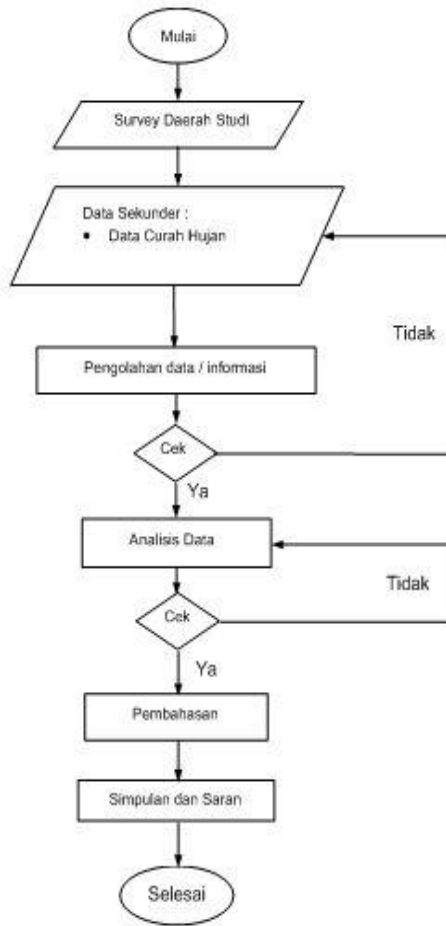 Mulai
Survey Daerah Studi
Data Sekunder :
• Data Curah Hujan
Tidak
Pengolahan data / informasi
Cek
Ya
Analisis Data
Tidak
Cek
Ya
Pembahasan
Simpulan dan Saran
Selesai